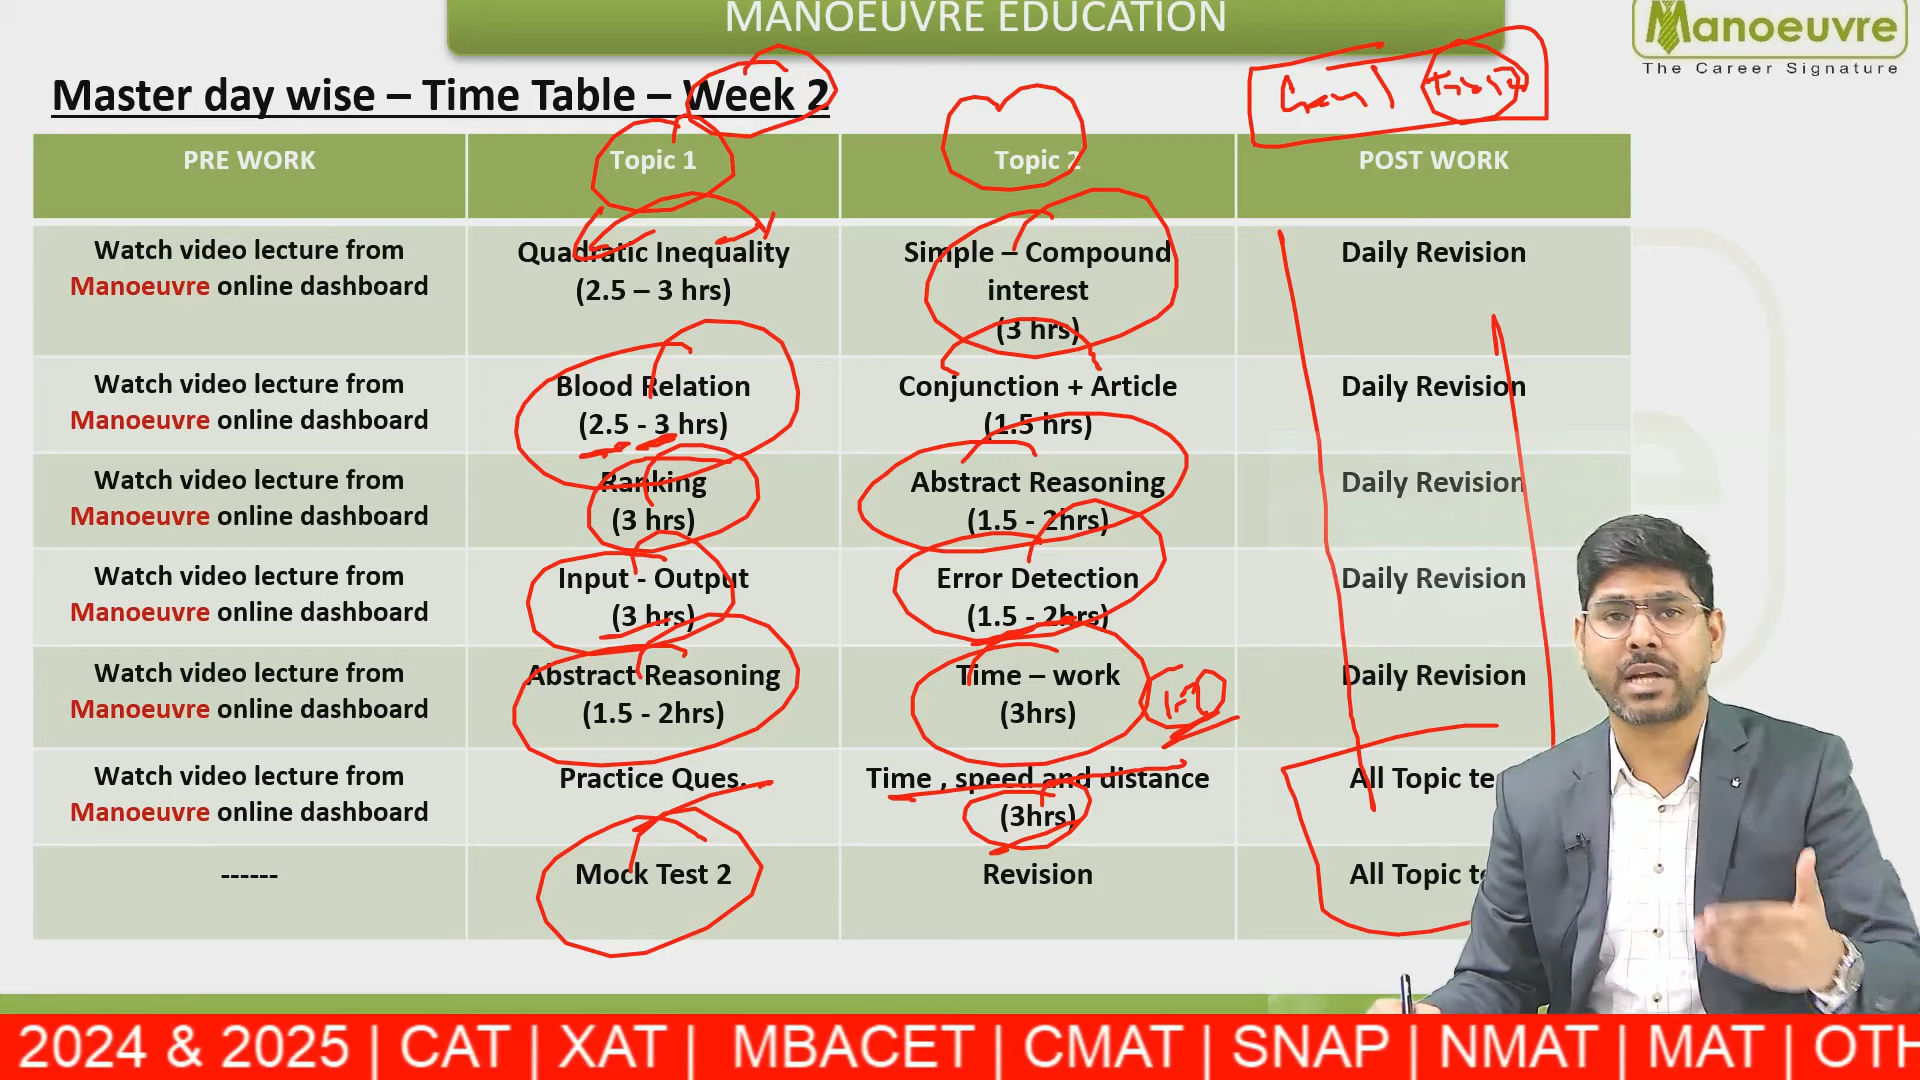 MANOEUVRE EDUCATION
Manoeuvre
The Career Signature
Master day wise – Time Table – Week 2
PRE WORK Topic 1 Topic 2 POST WORK
Watch video lecture from
Manoeuvre online dashboard
Quadratic Inequality
(2.5 – 3 hrs)
Simple – Compound
interest
(3 hrs)
Daily Revision
Watch video lecture from
Manoeuvre online dashboard
Blood Relation
(2.5 - 3 hrs)
Conjunction + Article
(1.5 hrs)
Daily Revision
Watch video lecture from
Manoeuvre online dashboard
Ranking
(3 hrs)
Abstract Reasoning
(1.5 - 2hrs)
Daily Revision
Watch video lecture from
Manoeuvre online dashboard
Input - Output
(3 hrs)
Error Detection
(1.5 - 2hrs)
Daily Revision
Watch video lecture from
Manoeuvre online dashboard
Abstract Reasoning
(1.5 - 2hrs)
Time – work
(3hrs)
Daily Revision
Watch video lecture from
Manoeuvre online dashboard
Practice Ques.
Time , speed and distance
(3hrs)
All Topic te
------
Mock Test 2
Revision
All Topic te
2024 & 2025 | CAT | XAT | MBACET | CMAT | SNAP | NMAT | MAT | OTH